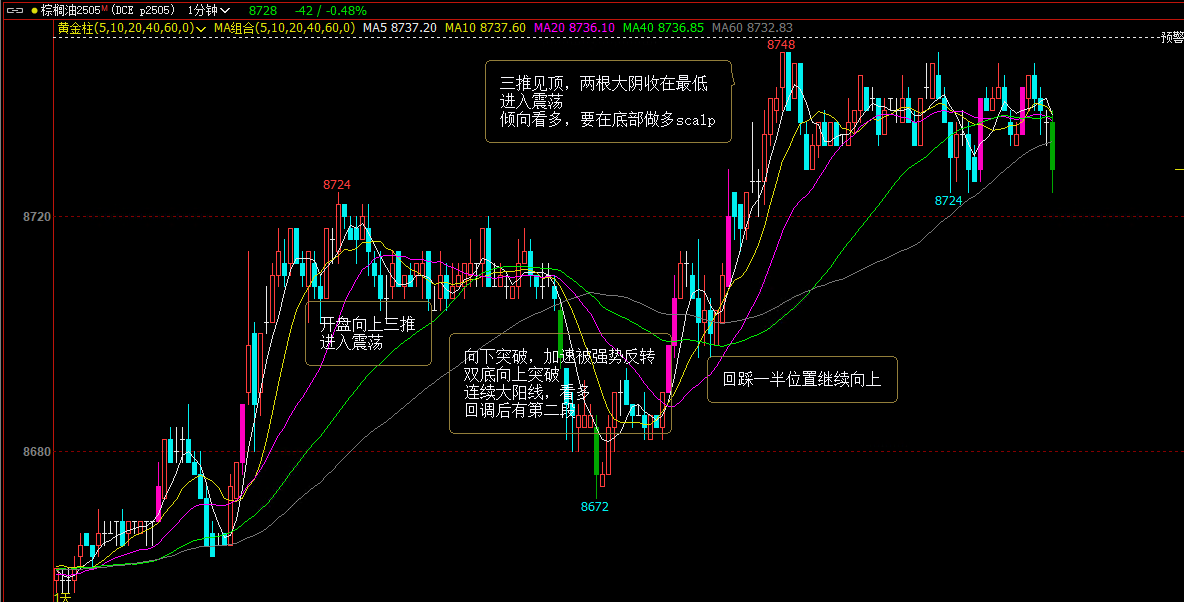 棕榈油2505M (DCE p2505) 1分钟 8728 -42 / -0.48%
黄金柱(5,10,20,40,60,0) MA组合(5,10,20,40,60,0) MA5 8737.20 MA10 8737.60 MA20 8736.10 MA40 8736.85 MA60 8732.83
预警
8748
三推见顶，两根大阴收在最低
进入震荡
倾向看多，要在底部做多scalp
8724
8724
8720
开盘向上三推
进入震荡
向下突破，加速被强势反转
双底向上突破
连续大阳线，看多
回调后有第二段
回踩一半位置继续向上
8680
8672